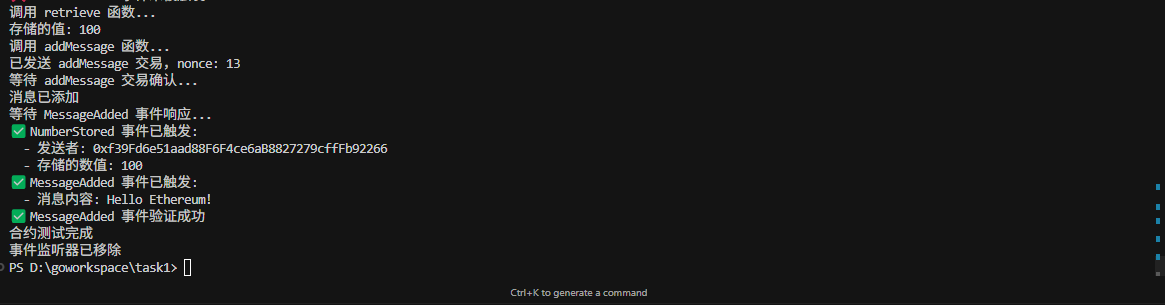 调用 retrieve 函数...
存储的值: 100
调用 addMessage 函数...
已发送 addMessage 交易，nonce: 13
等待 addMessage 交易确认...
消息已添加
等待 MessageAdded 事件响应...
✅ NumberStored 事件已触发:
- 发送者: 0xf39Fd6e51aad88F6F4ce6aB8827279cffFb92266
- 存储的数值: 100
✅ MessageAdded 事件已触发:
- 消息内容: Hello Ethereum!
✅ MessageAdded 事件验证成功
合约测试完成
事件监听器已移除
PS D:\goworkspace\task1>
Ctrl+K to generate a command